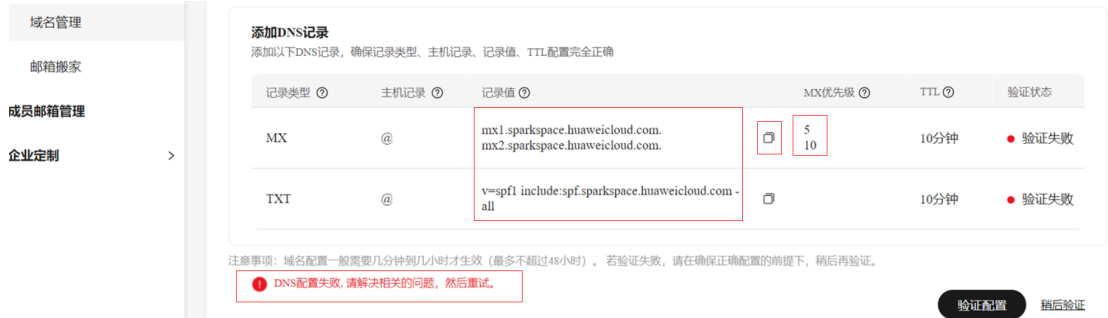 域名管理
邮箱搬家
成员邮箱管理
企业定制
添加DNS记录
添加以下DNS记录，确保记录类型、主机记录、记录值、TTL配置完全正确
记录类型 主机记录 记录值 MX优先级 TTL 验证状态
MX @ mx1.sparkspace.huaweicloud.com. 5 10分钟 验证失败
mx2.sparkspace.huaweicloud.com. 10
TXT @ v=spf1 include:spf.sparkspace.huaweicloud.com - 10分钟 验证失败
all
注意事项：域名配置一般需要几分钟到几小时才生效（最多不超过48小时）。 若验证失败，请在确保正确配置的前提下，稍后再验证。
DNS配置失败, 请解决相关的问题，然后重试。
验证配置 稍后验证